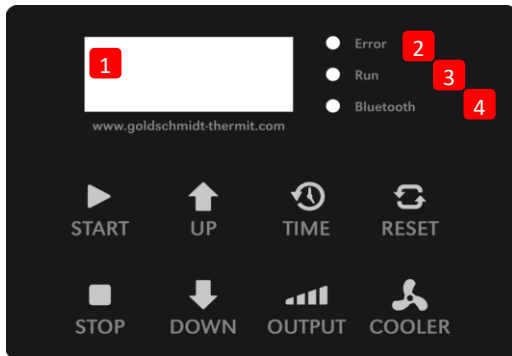 1
Error 2
Run 3
Bluetooth 4
www.goldschmidt-thermit.com
START UP TIME RESET
STOP DOWN OUTPUT COOLER